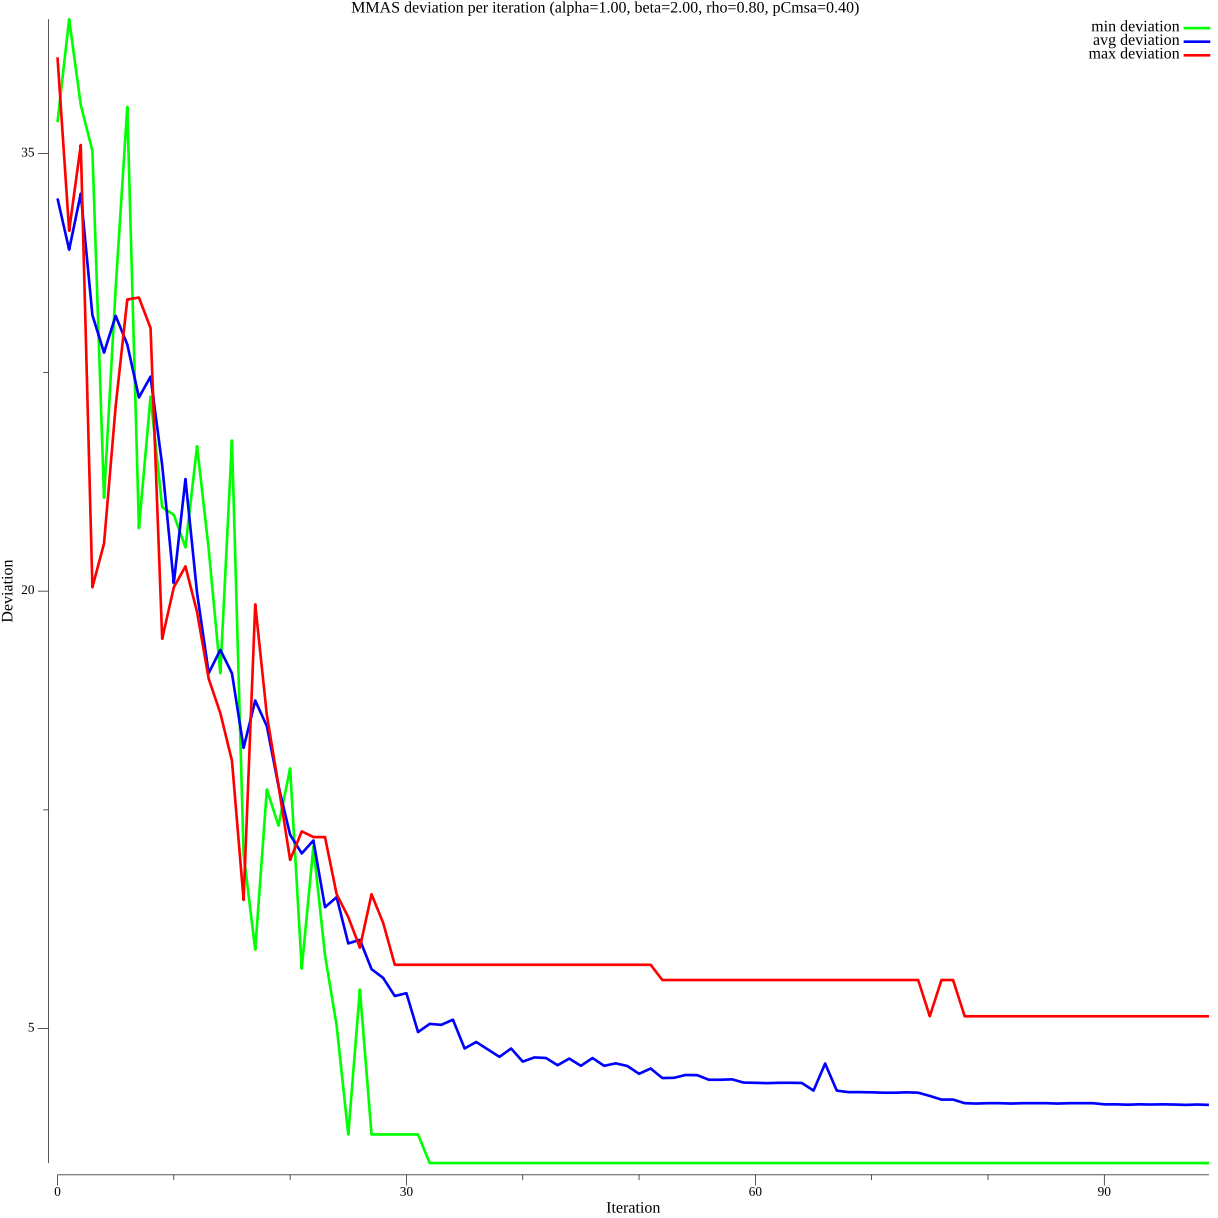 MMAS deviation per iteration (alpha=1.00, beta=2.00, rho=0.80, pCmsa=0.40)
min deviation
avg deviation
max deviation
35
20
5
Deviation
0 30 60 90
Iteration